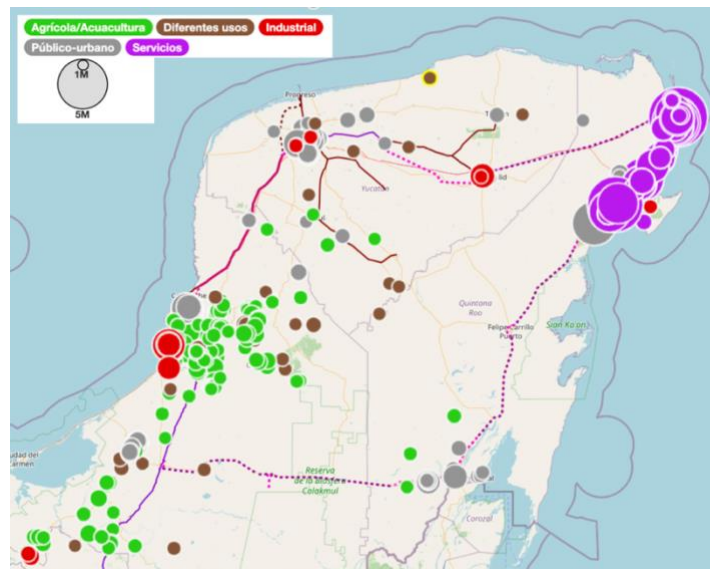 Agrícola/Acuacultura Diferentes usos Industrial
Público-urbano Servicios
1M
5M
Progreso
Yucatán
Quintana
Roo
Felipe Carrillo
Puerto
Sian Ka'an
Ciudad del
Carmen
Reserva
de la Biosfera
Calakmul
Corozal